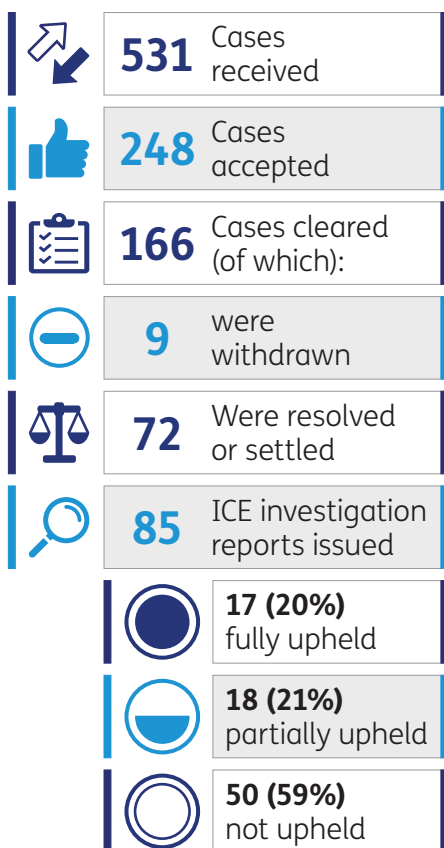 531 Cases
received
248 Cases
accepted
166 Cases cleared
(of which):
9 were
withdrawn
72 Were resolved
or settled
85 ICE investigation
reports issued
17 (20%)
fully upheld
18 (21%)
partially upheld
50 (59%)
not upheld